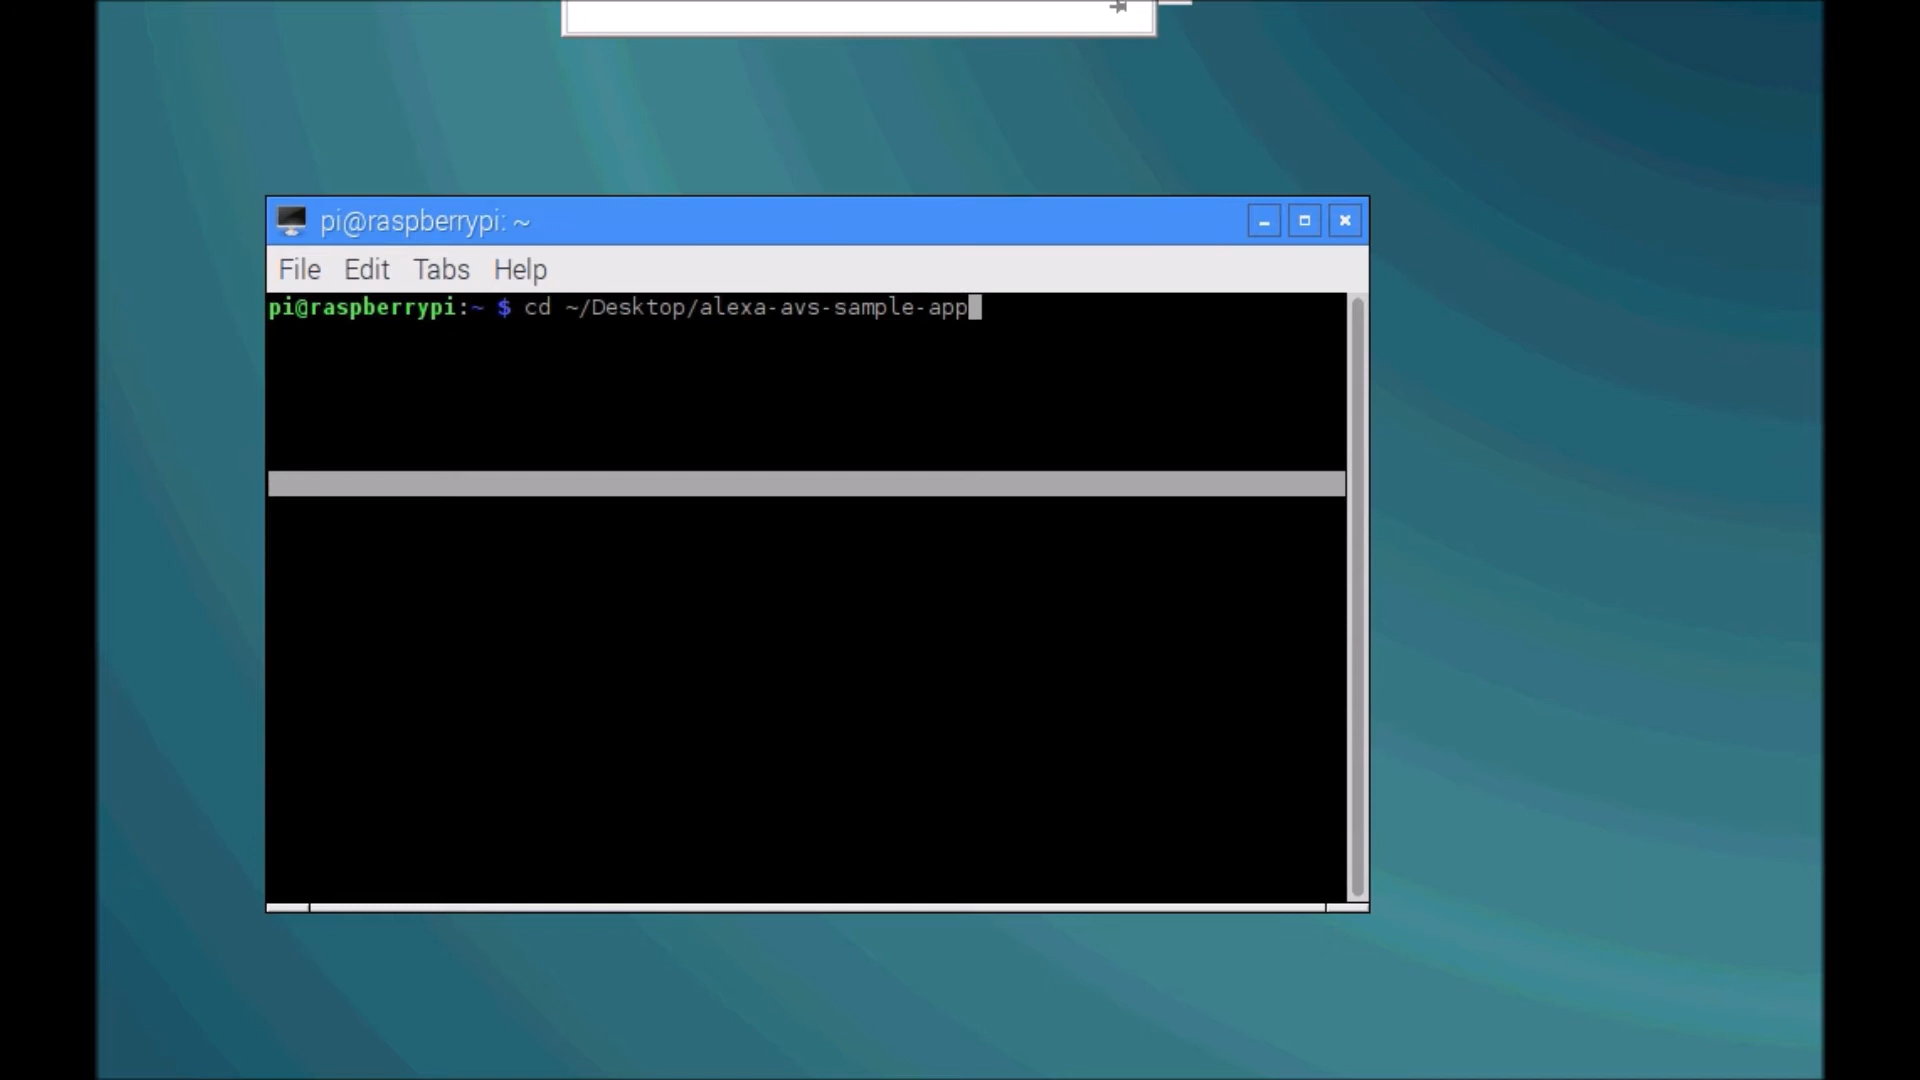 pi@raspberrypi: ~
File Edit Tabs Help
pi@raspberrypi:~ $ cd ~/Desktop/alexa-avs-sample-app